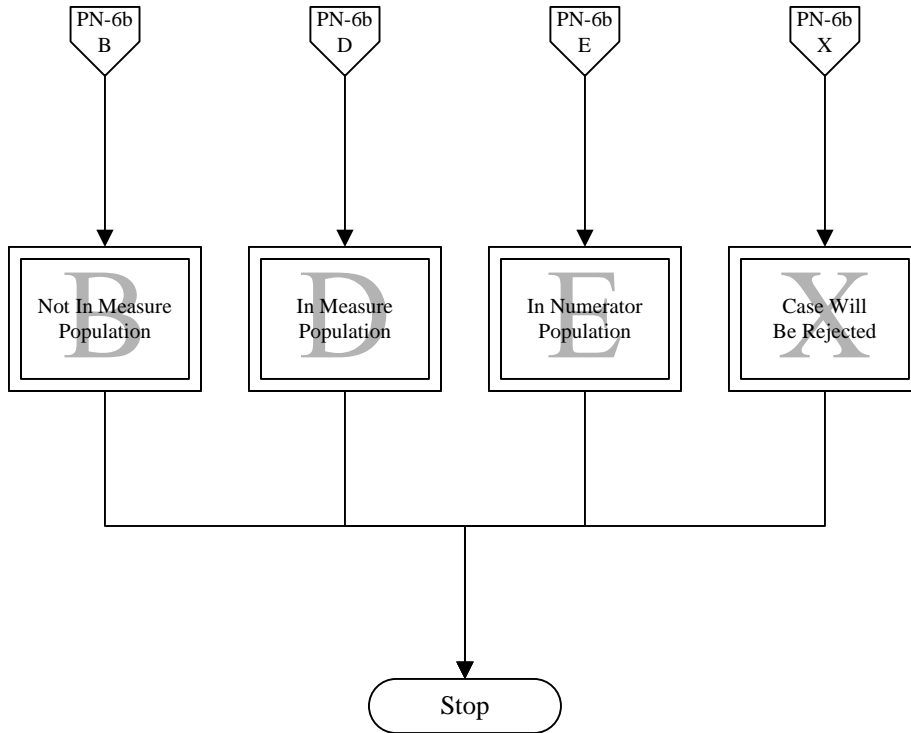 PN-6b
B
PN-6b
D
PN-6b
E
PN-6b
X
B
Not In Measure
Population
D
In Measure
Population
E
In Numerator
Population
X
Case Will
Be Rejected
Stop